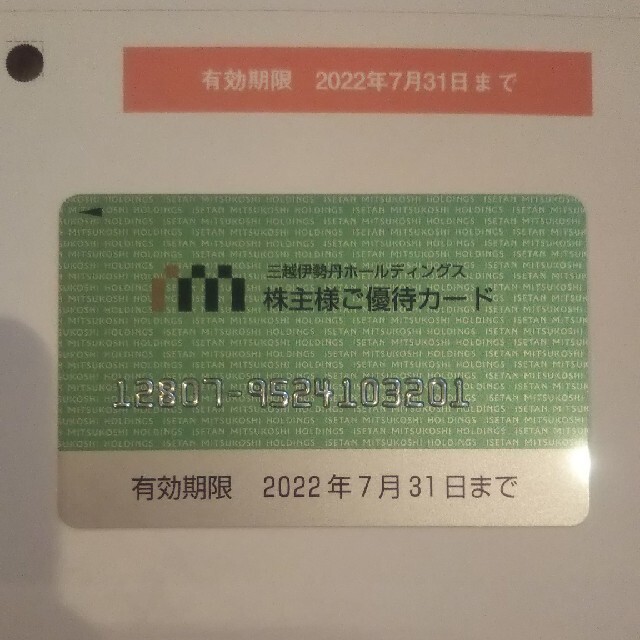 有効期限 2022年7月31日まで
三越伊勢丹ホールディングス
株主様ご優待カード
12807-9524103201
有効期限 2022年7月31日まで
ISETAN MITSUKOSHI HOLDINGS